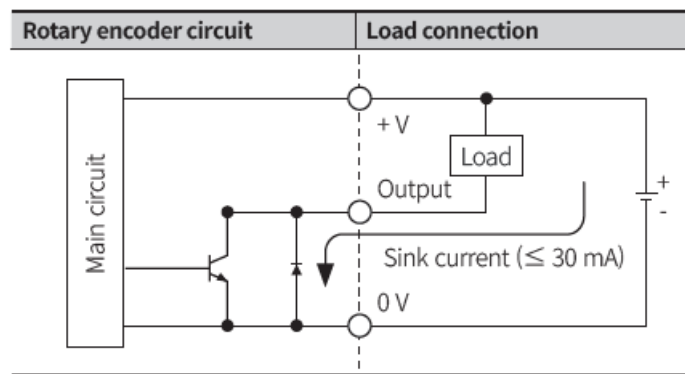 Rotary encoder circuit
Load connection
Main circuit
+ V
Load
Output
+
-
Sink current (≤ 30 mA)
0 V